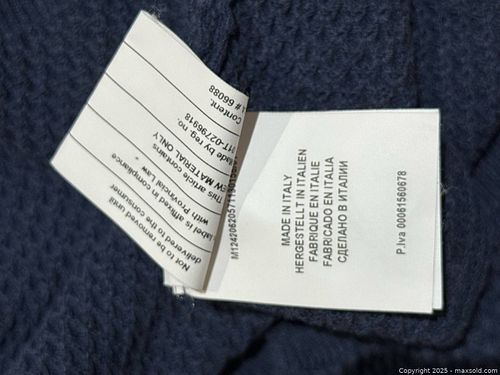 Not to be removed until
delivered to the consumer
label is affixed in compliance
with Provincial Law -
This article contains
NEW MATERIAL ONLY
Made by reg. no.
Content:
# 66088
MADE IN ITALY
HERGESTELLT IN ITALIEN
FABRIQUE EN ITALIE
FABRICADO EN ITALIA
СДЕЛАНО В ИТАЛИИ
P.Iva 00061560678
Copyright 2025 - maxsold.com